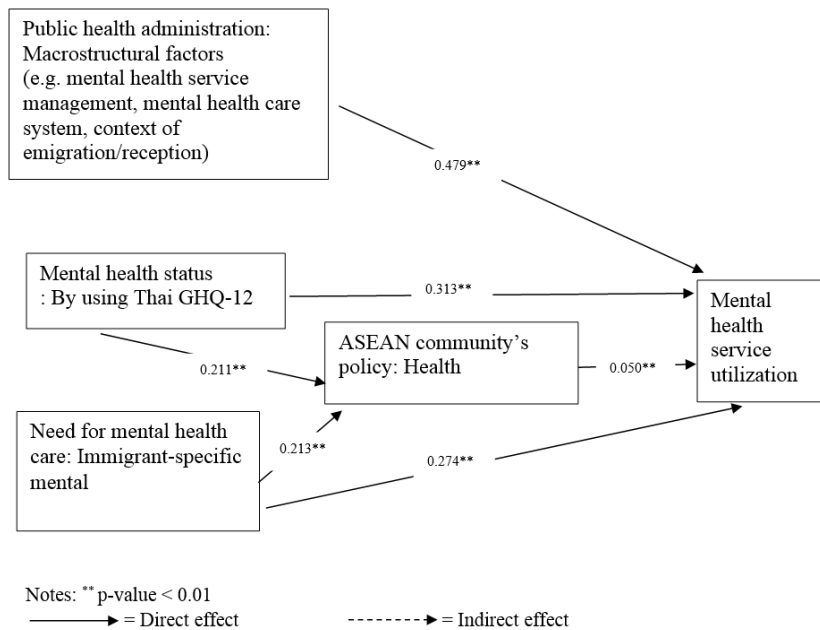 Public health administration:
Macrostructural factors
(e.g. mental health service
management, mental health care
system, context of
emigration/reception)
0.479**
Mental health status
: By using Thai GHQ-12
0.313**
Mental
health
service
utilization
ASEAN community's
policy: Health
0.050**
0.211**
Need for mental health
care: Immigrant-specific
mental
0.213**
0.274**
Notes: ** p-value < 0.01
= Direct effect
= Indirect effect